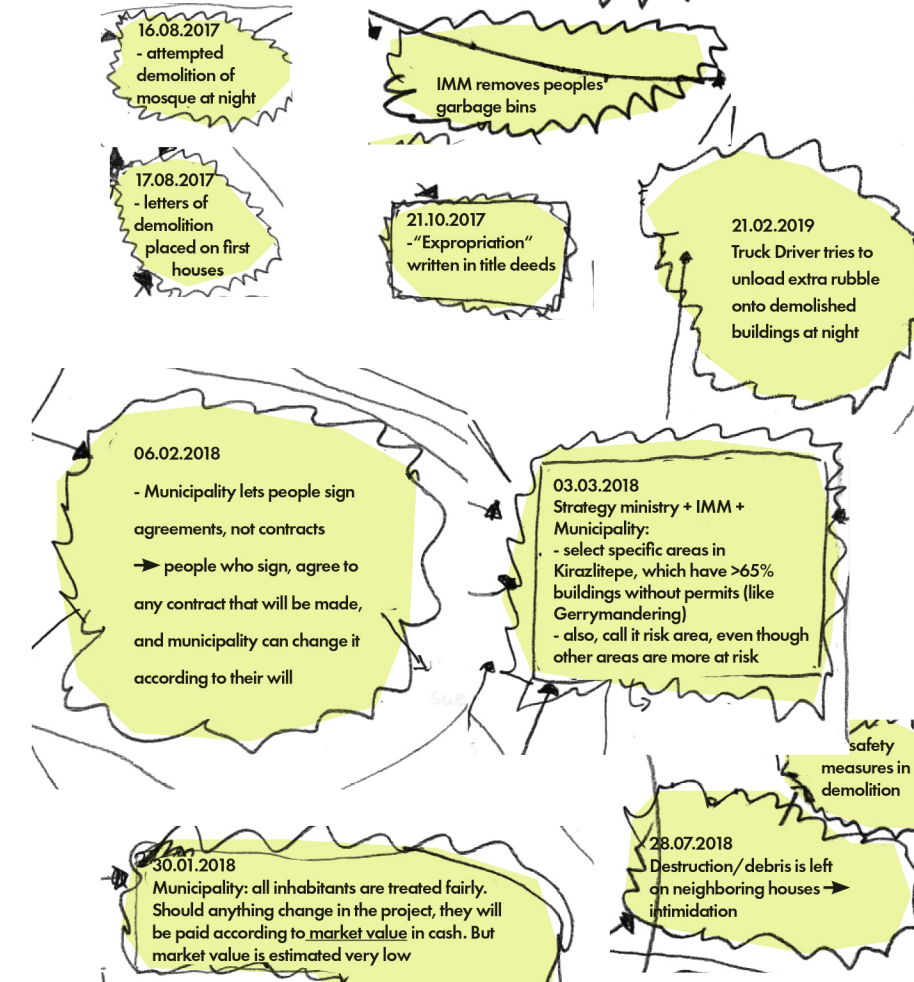 16.08.2017
- attempted
demolition of
mosque at night
IMM removes peoples'
garbage bins
17.08.2017
- letters of
demolition
placed on first
houses
21.10.2017
-"Expropriation"
written in title deeds
21.02.2019
Truck Driver tries to
unload extra rubble
onto demolished
buildings at night
06.02.2018
- Municipality lets people sign
agreements, not contracts
→ people who sign, agree to
any contract that will be made,
and municipality can change it
according to their will
03.03.2018
Strategy ministry + IMM +
Municipality:
- select specific areas in
Kirazlitepe, which have >65%
buildings without permits (like
Gerrymandering)
- also, call it risk area, even though
other areas are more at risk
safety
measures in
demolition
28.07.2018
Destruction/debris is left
on neighboring houses →
intimidation
30.01.2018
Municipality: all inhabitants are treated fairly.
Should anything change in the project, they will
be paid according to market value in cash. But
market value is estimated very low